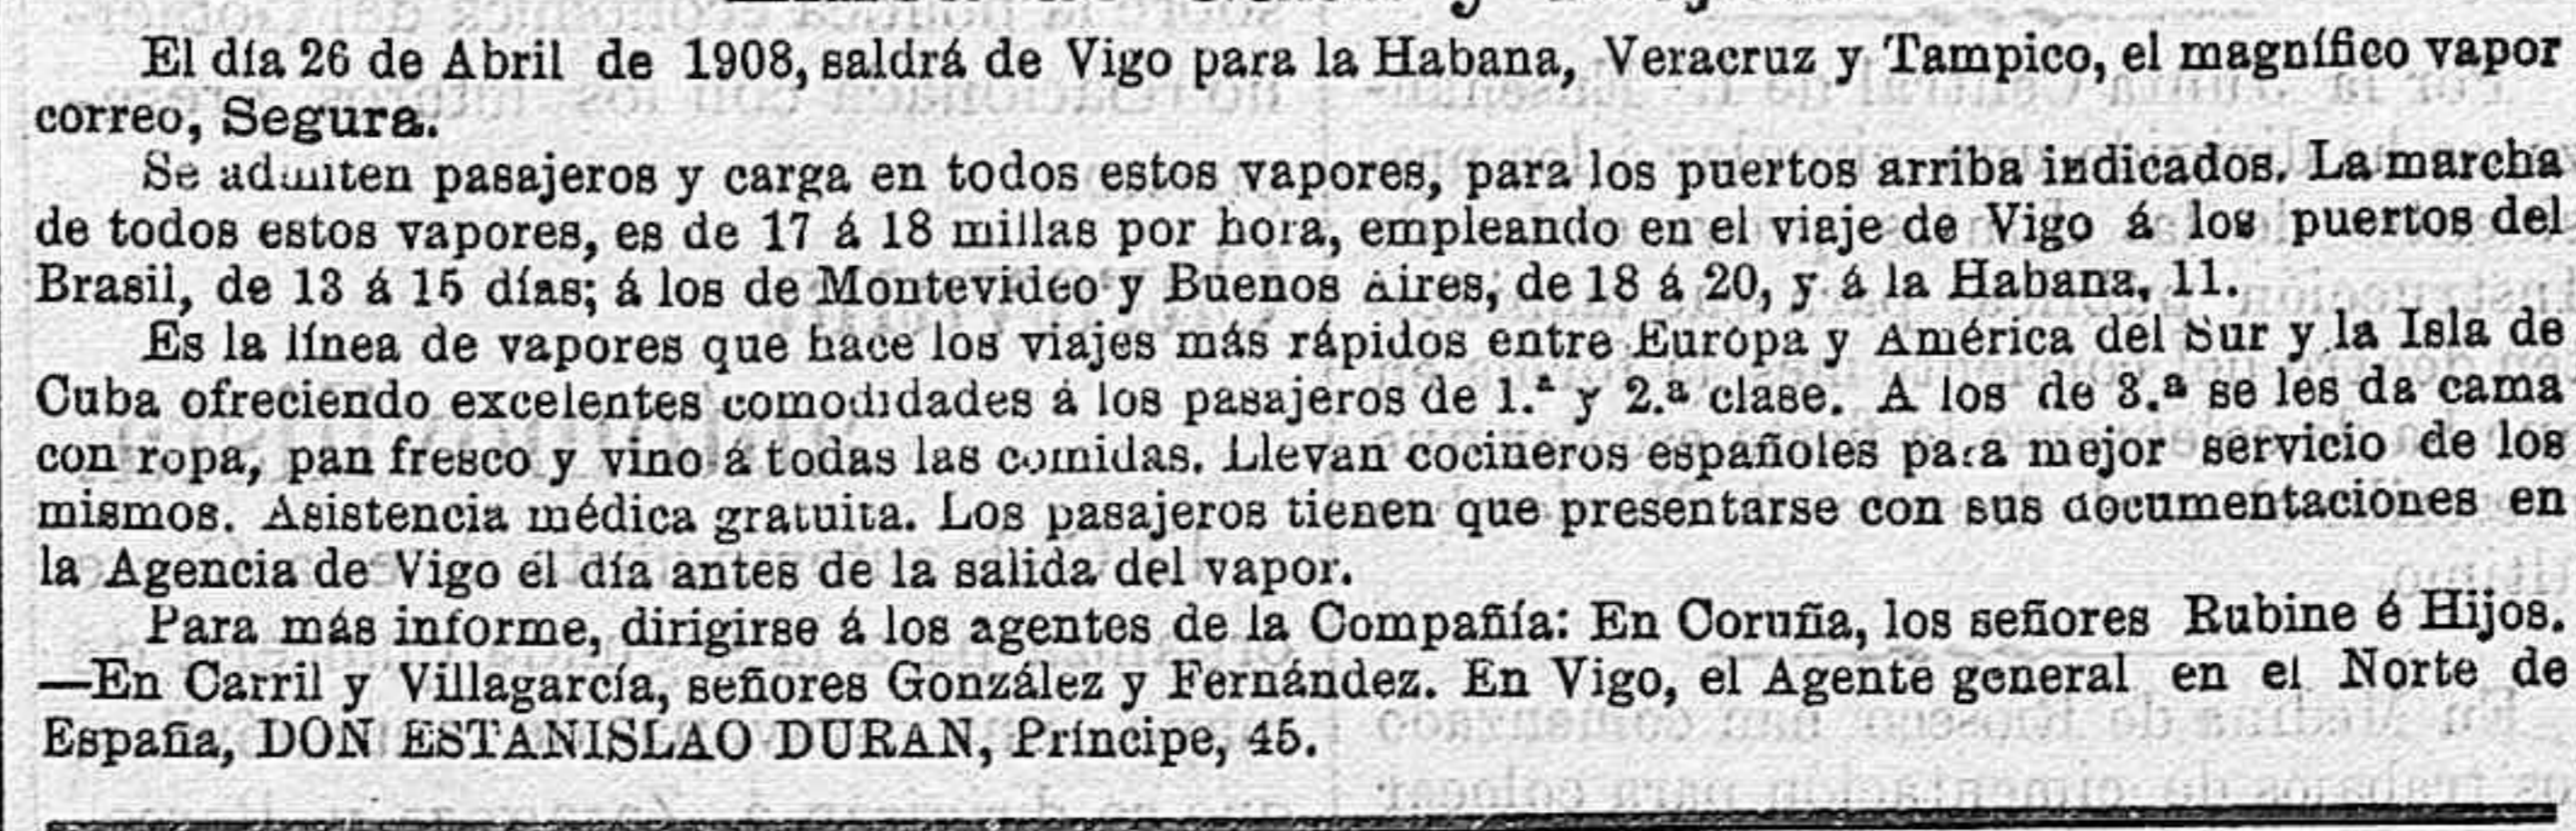 El día 26 de Abril de 1908, saldrá de Vigo para la Habana, Veracruz y Tampico, el magnífico vapor
correo, Segura.
Se admiten pasajeros y carga en todos estos vapores, para los puertos arriba indicados. La marcha
de todos estos vapores, es de 17 á 18 millas por hora, empleando en el viaje de Vigo á los puertos del
Brasil, de 13 á 15 días; á los de Montevideo y Buenos Aires, de 18 á 20, y á la Habana, 11.
Es la línea de vapores que hace los viajes más rápidos entre Europa y América del Sur y la Isla de
Cuba ofreciendo excelentes comodidades á los pasajeros de 1.ª y 2.ª clase. A los de 3.ª se les da cama
con ropa, pan fresco y vino á todas las comidas. Llevan cocineros españoles para mejor servicio de los
mismos. Asistencia médica gratuita. Los pasajeros tienen que presentarse con sus documentaciones en
la Agencia de Vigo el día antes de la salida del vapor.
Para más informe, dirigirse á los agentes de la Compañía: En Coruña, los señores Rubine é Hijos.
—En Carril y Villagarcía, señores González y Fernández. En Vigo, el Agente general en el Norte de
España, DON ESTANISLAO DURAN, Príncipe, 45.